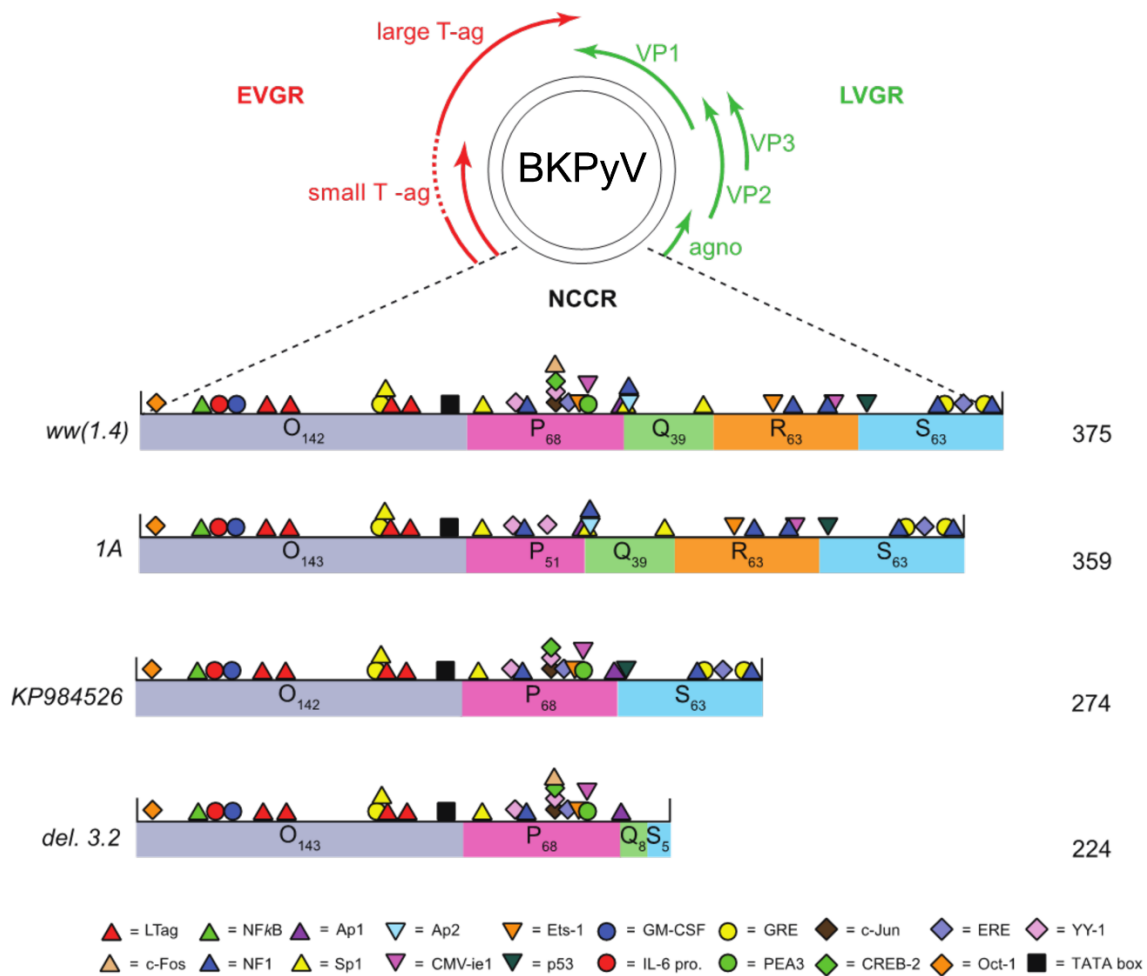 large T-ag
VP1
EVGR
LVGR
BKPyV
VP3
VP2
small T -ag
agno
NCCR
ww(1.4) O142 P68 Q39 R63 S63 375
1A O143 P51 Q39 R63 S63 359
KP984526 O142 P68 S63 274
del. 3.2 O143 P68 Q8 S5 224
= LTag = NFkB = Ap1 = Ap2 = Ets-1 = GM-CSF = GRE = c-Jun = ERE = YY-1
= c-Fos = NF1 = Sp1 = CMV-ie1 = p53 = IL-6 pro. = PEA3 = CREB-2 = Oct-1 = TATA box